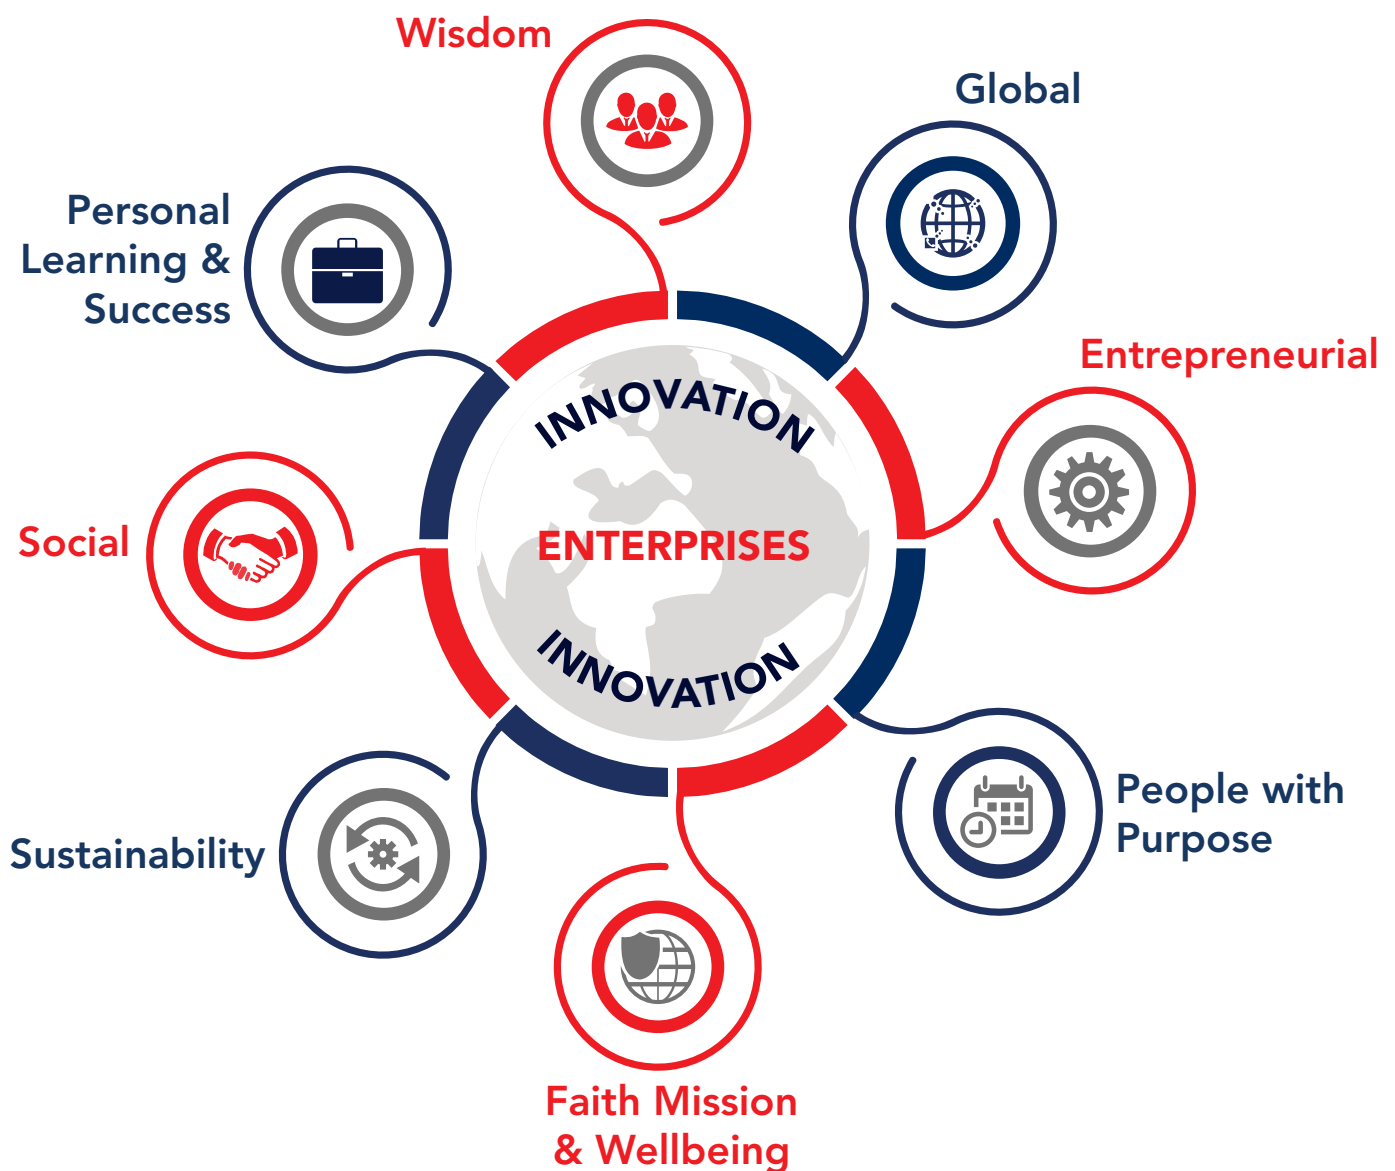 Wisdom
Global
Personal
Learning &
Success
Entrepreneurial
INNOVATION
ENTERPRISES
INNOVATION
Social
People with
Purpose
Sustainability
Faith Mission
& Wellbeing